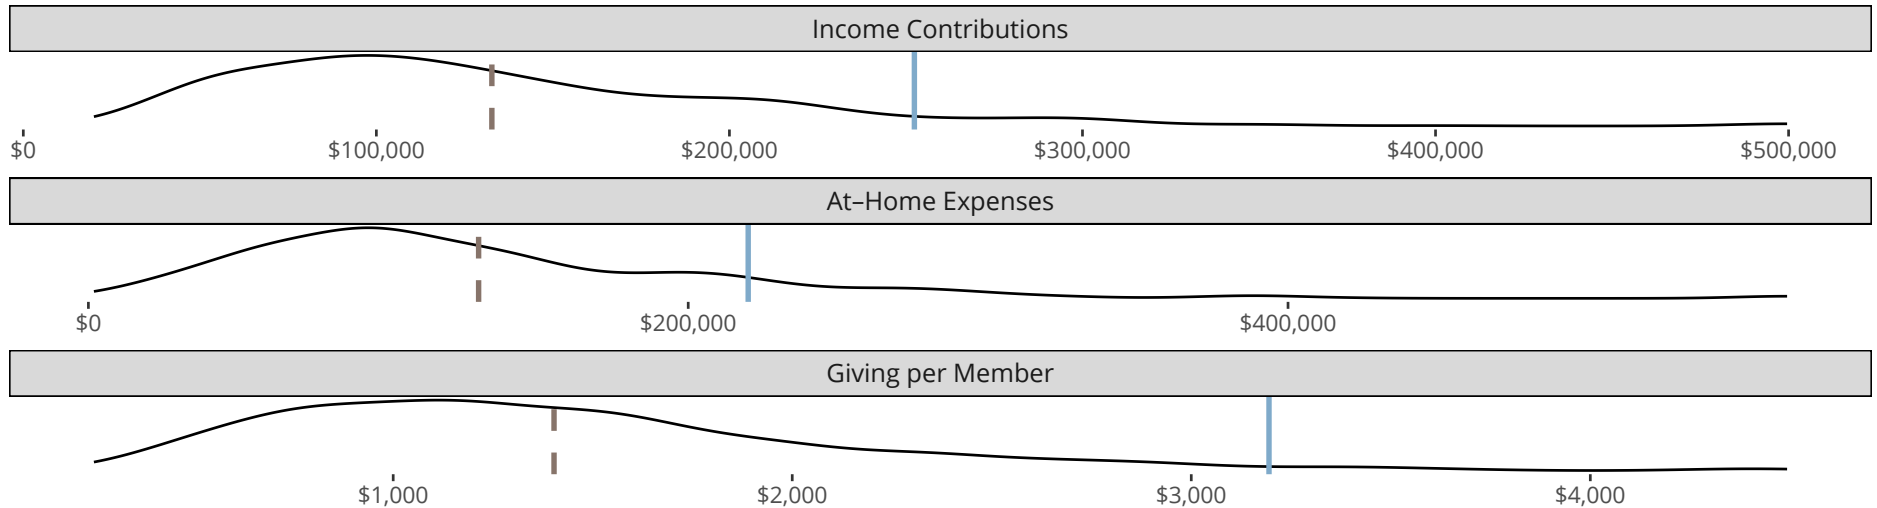 Income Contributions
$0 $100,000 $200,000 $300,000 $400,000 $500,000
At–Home Expenses
$0 $200,000 $400,000
Giving per Member
$1,000 $2,000 $3,000 $4,000